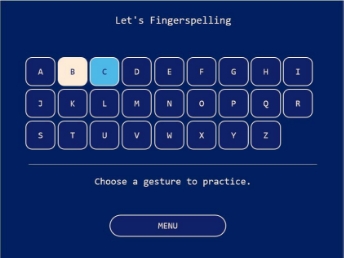 Let's Fingerspelling
A B C D E F G H I
J K L M N O P Q R
S T U V W X Y Z
Choose a gesture to practice.
MENU